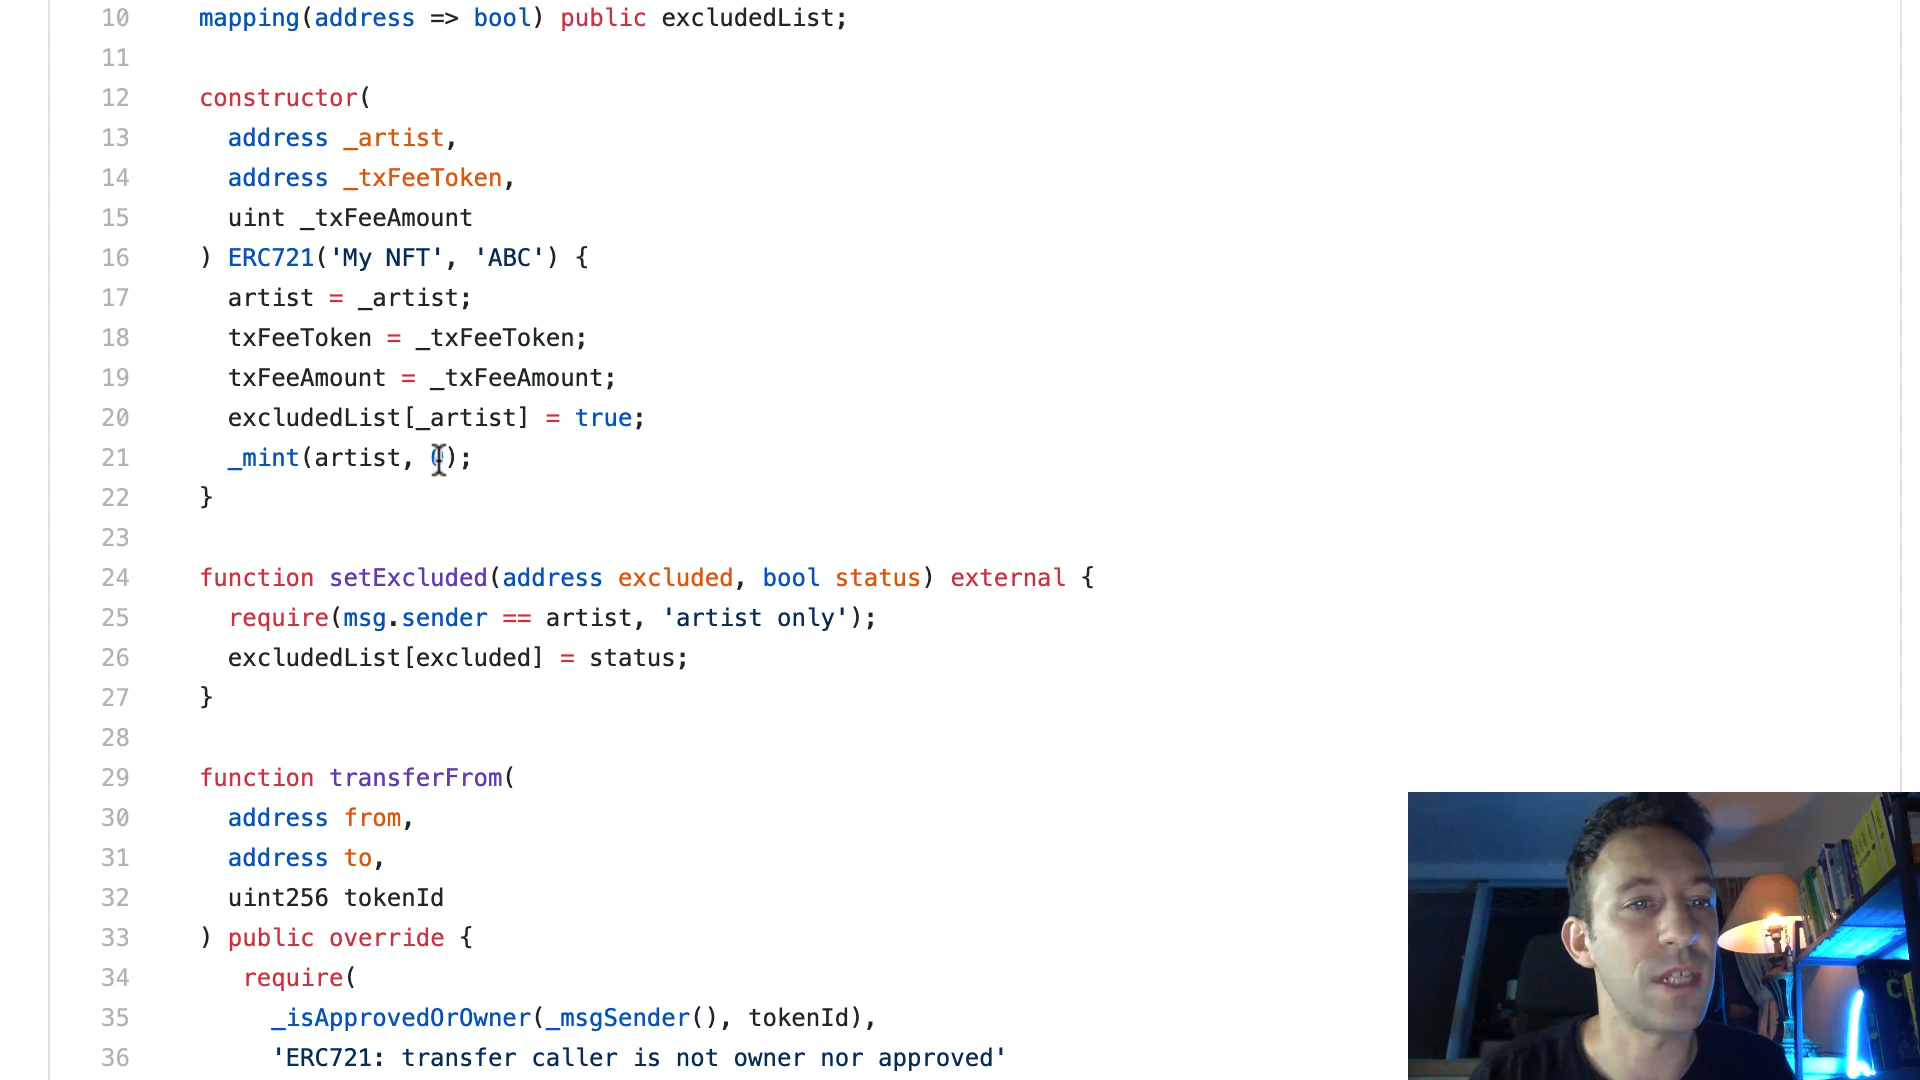 10 mapping(address => bool) public excludedList;
11
12 constructor(
13 address _artist,
14 address _txFeeToken,
15 uint _txFeeAmount
16 ) ERC721('My NFT', 'ABC') {
17 artist = _artist;
18 txFeeToken = _txFeeToken;
19 txFeeAmount = _txFeeAmount;
20 excludedList[_artist] = true;
21 _mint(artist, 0);
22 }
23
24 function setExcluded(address excluded, bool status) external {
25 require(msg.sender == artist, 'artist only');
26 excludedList[excluded] = status;
27 }
28
29 function transferFrom(
30 address from,
31 address to,
32 uint256 tokenId
33 ) public override {
34 require(
35 _isApprovedOrOwner(_msgSender(), tokenId),
36 'ERC721: transfer caller is not owner nor approved'